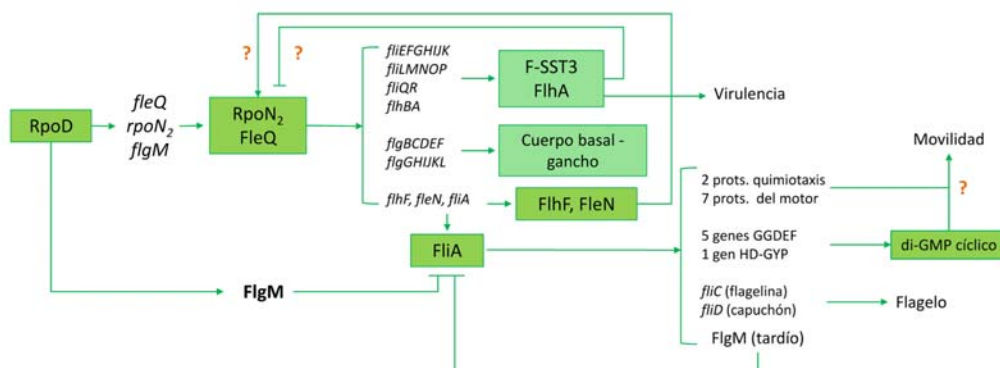 RpoD
fleQ
rpoN2
flgM
?
?
RpoN2
FleQ
fliEFGHIJK
fliLMNOP
fliQR
flhBA
F-SST3
FlhA
Virulencia
flgBCDEF
flgGHIJKL
Cuerpo basal -
gancho
flhF, fleN, fliA
FlhF, FleN
FliA
FlgM
2 prots. quimiotaxis
7 prots. del motor
Movilidad
?
5 genes GGDEF
1 gen HD-GYP
di-GMP cíclico
fliC (flagelina)
fliD (capuchón)
Flagelo
FlgM (tardío)